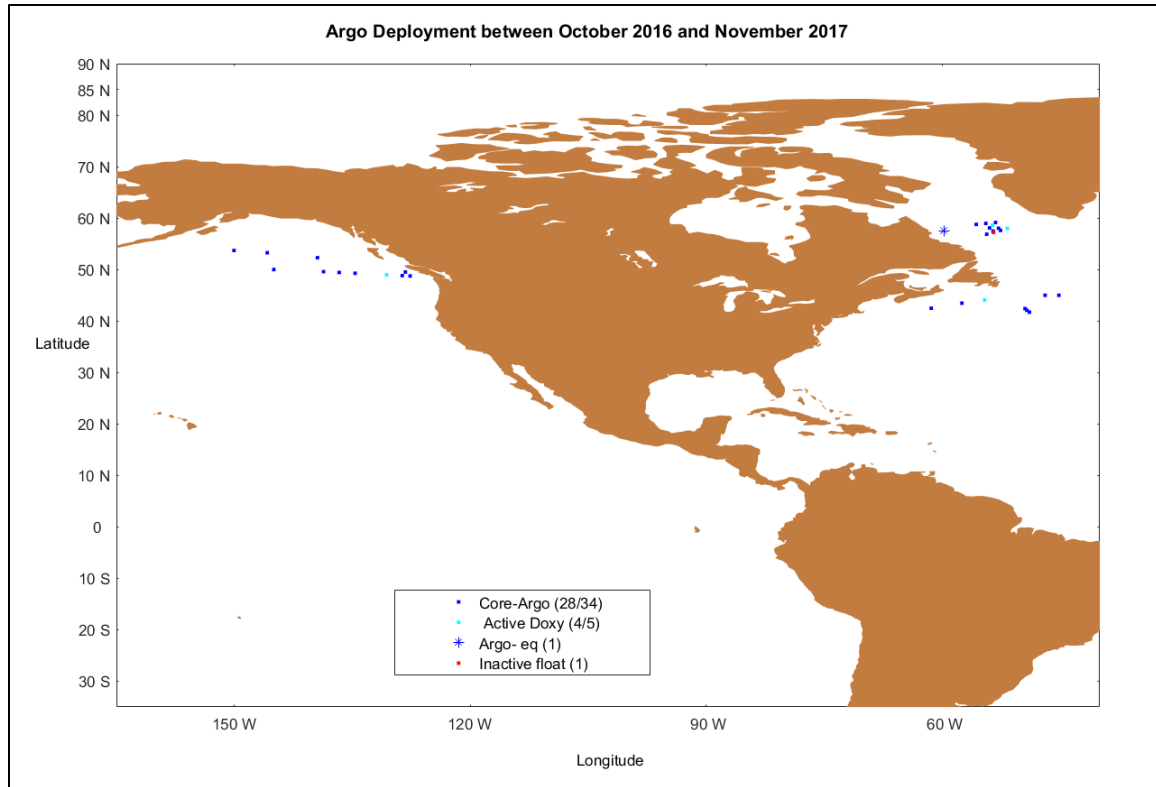 Argo Deployment between October 2016 and November 2017
90 N
85 N
80 N
70 N
60 N
50 N
40 N
Latitude
30 N
20 N
10 N
0
10 S
20 S
30 S
Core-Argo (28/34)
Active Doxy (4/5)
Argo- eq (1)
Inactive float (1)
150 W
120 W
90 W
60 W
Longitude